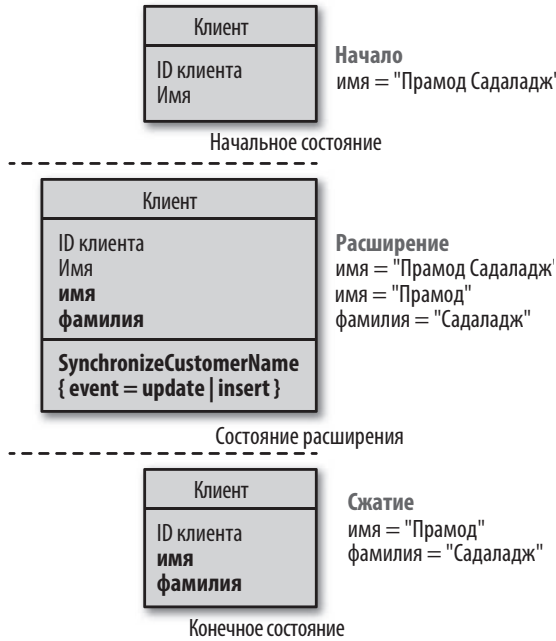 Клиент
ID клиента
Имя
Начало
имя = "Прамод Садаладж"
Начальное состояние
Клиент
ID клиента
Имя
имя
фамилия
SynchronizeCustomerName
{ event = update | insert }
Расширение
имя = "Прамод Садаладж"
имя = "Прамод"
фамилия = "Садаладж"
Состояние расширения
Клиент
ID клиента
имя
фамилия
Сжатие
имя = "Прамод"
фамилия = "Садаладж"
Конечное состояние